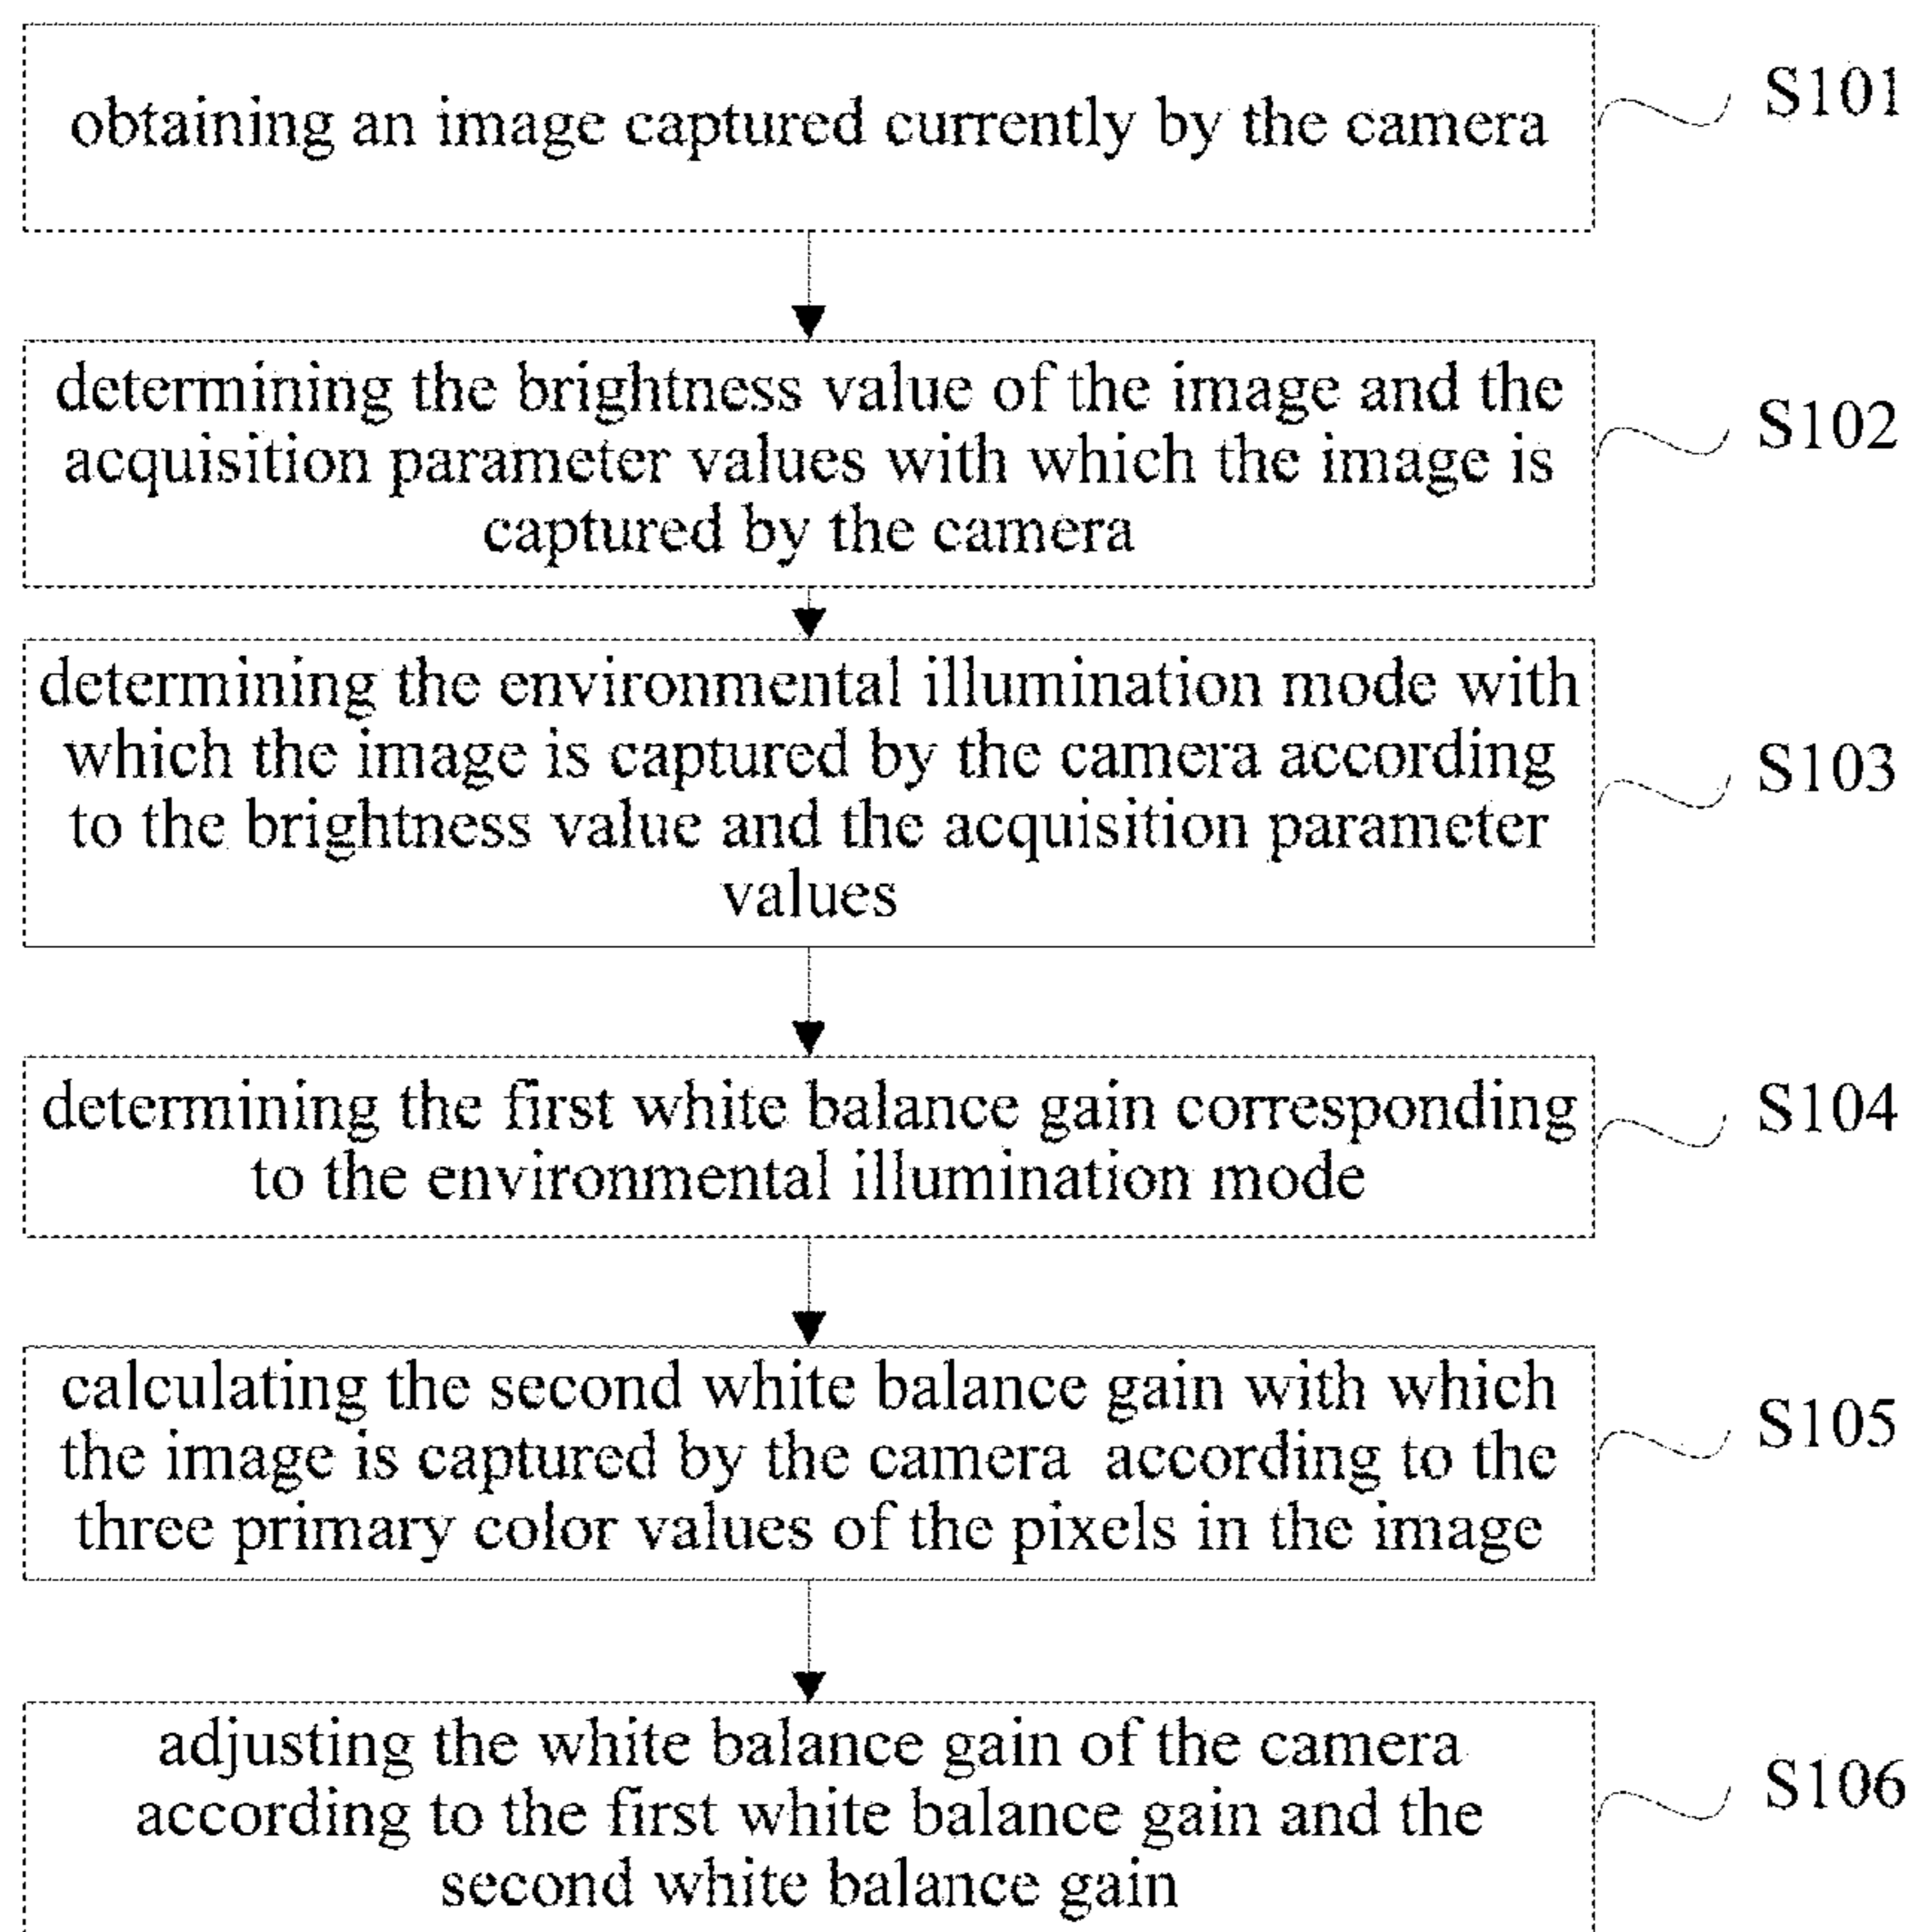 obtaining an image captured currently by the camera
S101
determining the brightness value of the image and the
acquisition parameter values with which the image is
captured by the camera
S102
determining the environmental illumination mode with
which the image is captured by the camera according
to the brightness value and the acquisition parameter
values
S103
determining the first white balance gain corresponding
to the environmental illumination mode
S104
calculating the second white balance gain with which
the image is captured by the camera according to the
three primary color values of the pixels in the image
S105
adjusting the white balance gain of the camera
according to the first white balance gain and the
second white balance gain
S106